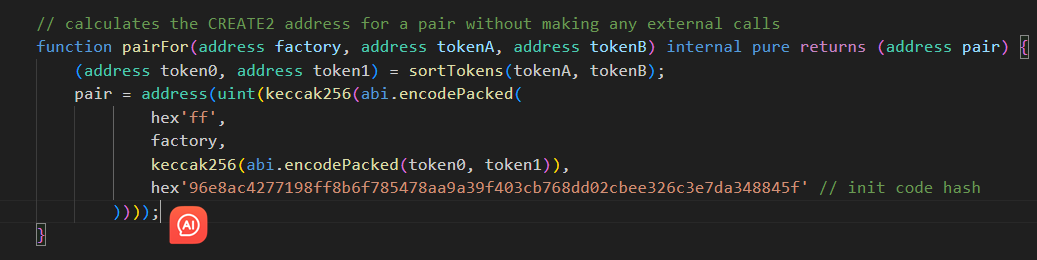 // calculates the CREATE2 address for a pair without making any external calls
function pairFor(address factory, address tokenA, address tokenB) internal pure returns (address pair) {
(address token0, address token1) = sortTokens(tokenA, tokenB);
pair = address(uint(keccak256(abi.encodePacked(
hex'ff',
factory,
keccak256(abi.encodePacked(token0, token1)),
hex'96e8ac4277198ff8b6f785478aa9a39f403cb768dd02cbee326c3e7da348845f' // init code hash
))));
AI
}